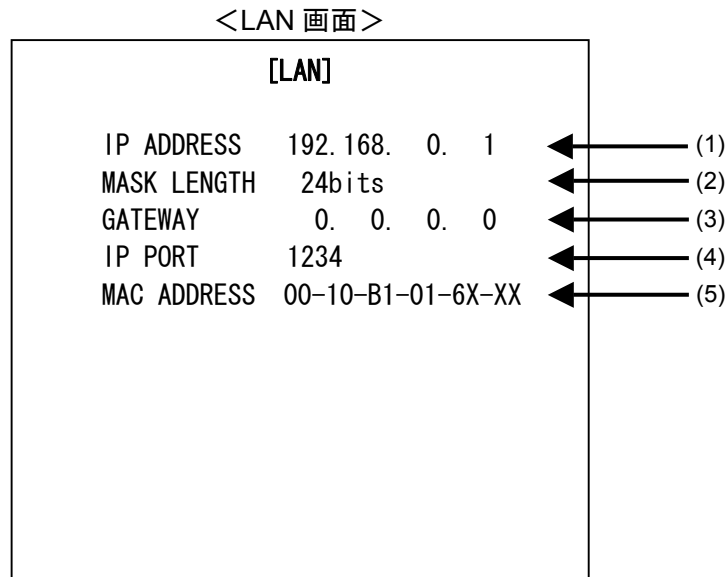 ＜LAN 画面＞
[LAN]
IP ADDRESS 192.168. 0. 1 (1)
MASK LENGTH 24bits (2)
GATEWAY 0. 0. 0. 0 (3)
IP PORT 1234 (4)
MAC ADDRESS 00-10-B1-01-6X-XX (5)